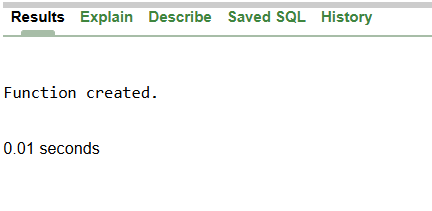 Results Explain Describe Saved SQL History
Function created.
0.01 seconds